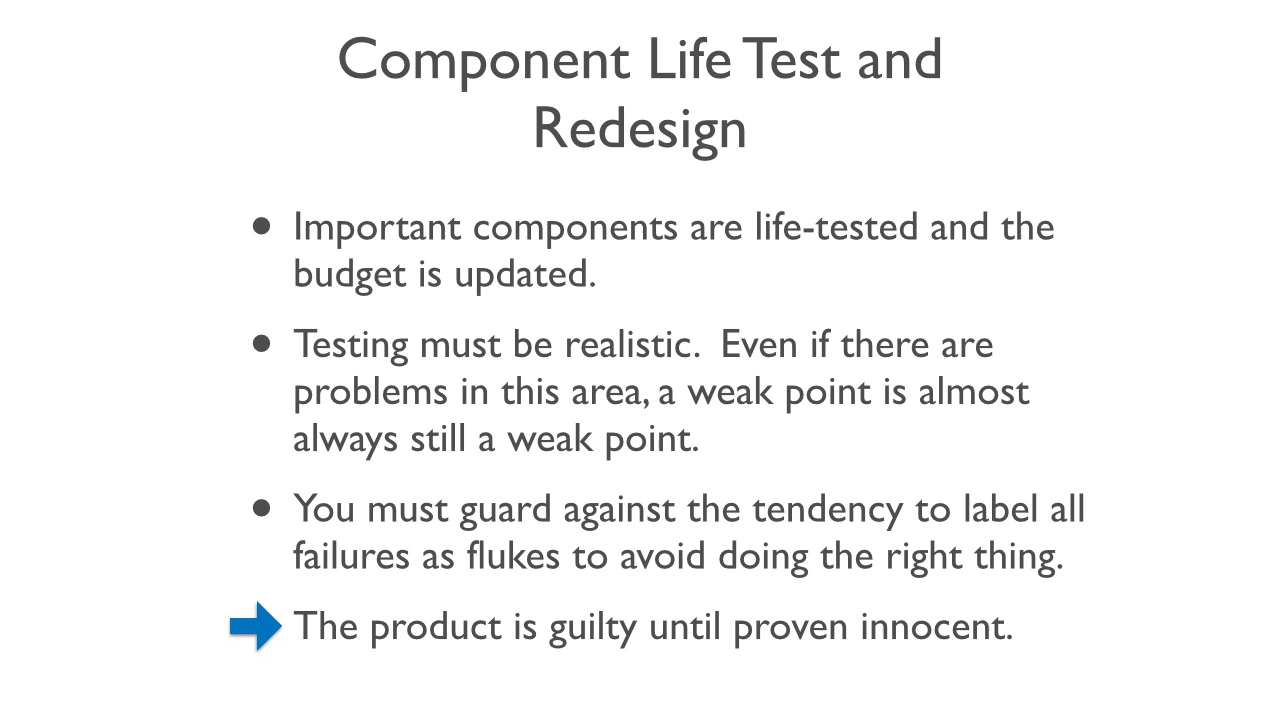 Component Life Test and
Redesign
• Important components are life-tested and the
budget is updated.
• Testing must be realistic.  Even if there are
problems in this area, a weak point is almost
always still a weak point.
• You must guard against the tendency to label all
failures as flukes to avoid doing the right thing.
The product is guilty until proven innocent.